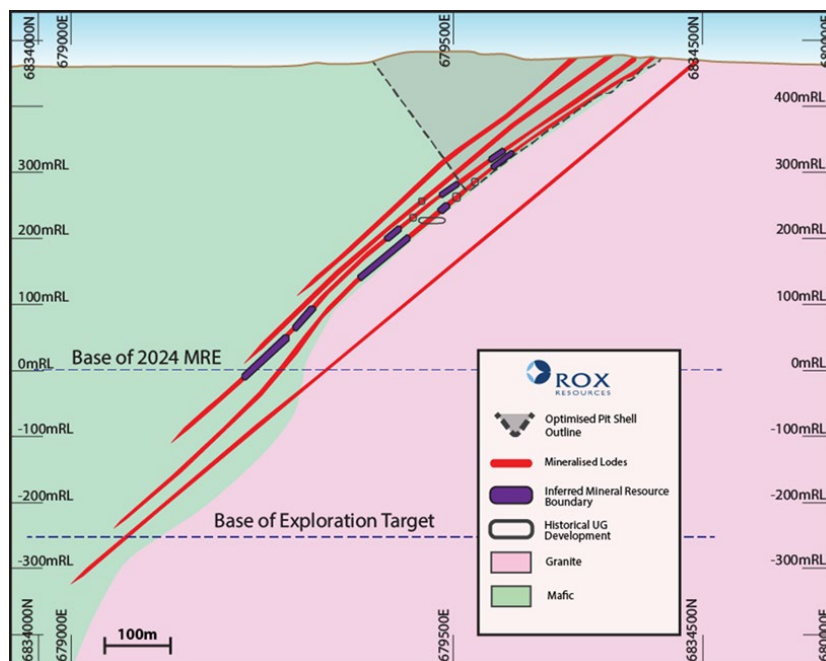 6834000N
679000E
679500E
6834500N
400mRL
300mRL
300mRL
200mRL
200mRL
100mRL
100mRL
Base of 2024 MRE
0mRL
0mRL
-100mRL
-100mRL
-200mRL
-200mRL
Base of Exploration Target
-300mRL
-300mRL
100m
6834000N
679000E
679500E
6834500N
ROX
RESOURCES
Optimised Pit Shell
Outline
Mineralised Lodes
Inferred Mineral Resource
Boundary
Historical UG
Development
Granite
Mafic